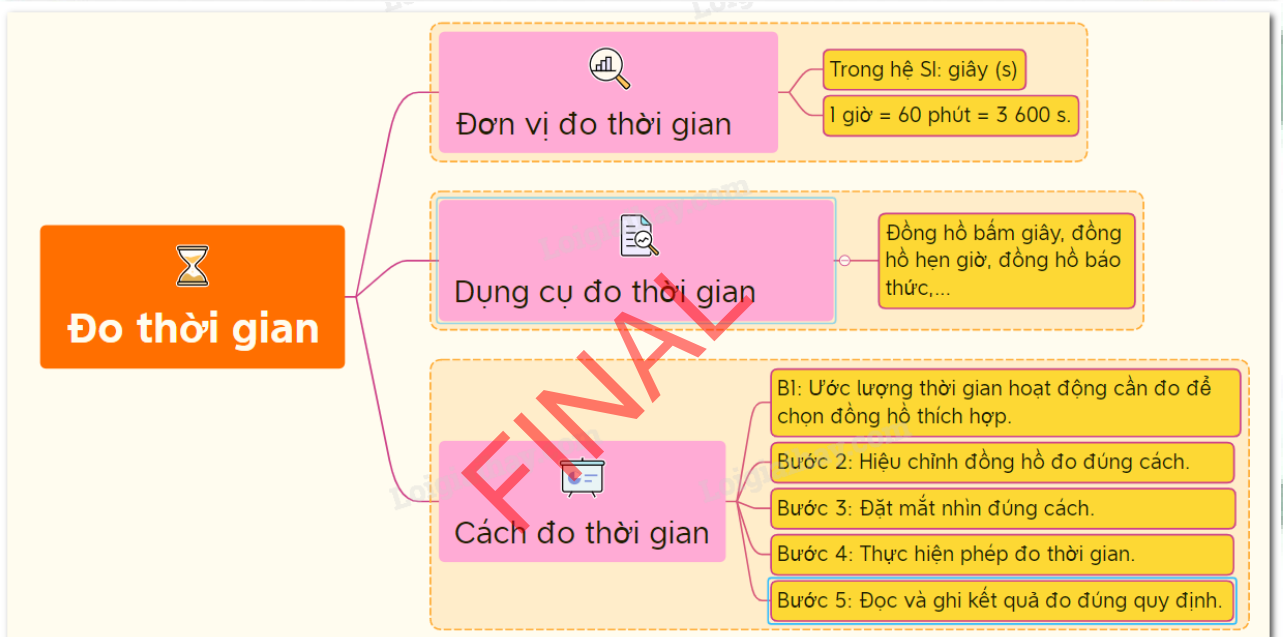 Đo thời gian
Đơn vị đo thời gian
Trong hệ SI: giây (s)
1 giờ = 60 phút = 3 600 s.
Dụng cụ đo thời gian
Đồng hồ bấm giây, đồng
hồ hẹn giờ, đồng hồ báo
thức,...
Cách đo thời gian
B1: Ước lượng thời gian hoạt động cần đo để
chọn đồng hồ thích hợp.
Bước 2: Hiệu chỉnh đồng hồ đo đúng cách.
Bước 3: Đặt mắt nhìn đúng cách.
Bước 4: Thực hiện phép đo thời gian.
Bước 5: Đọc và ghi kết quả đo đúng quy định.
FINAL